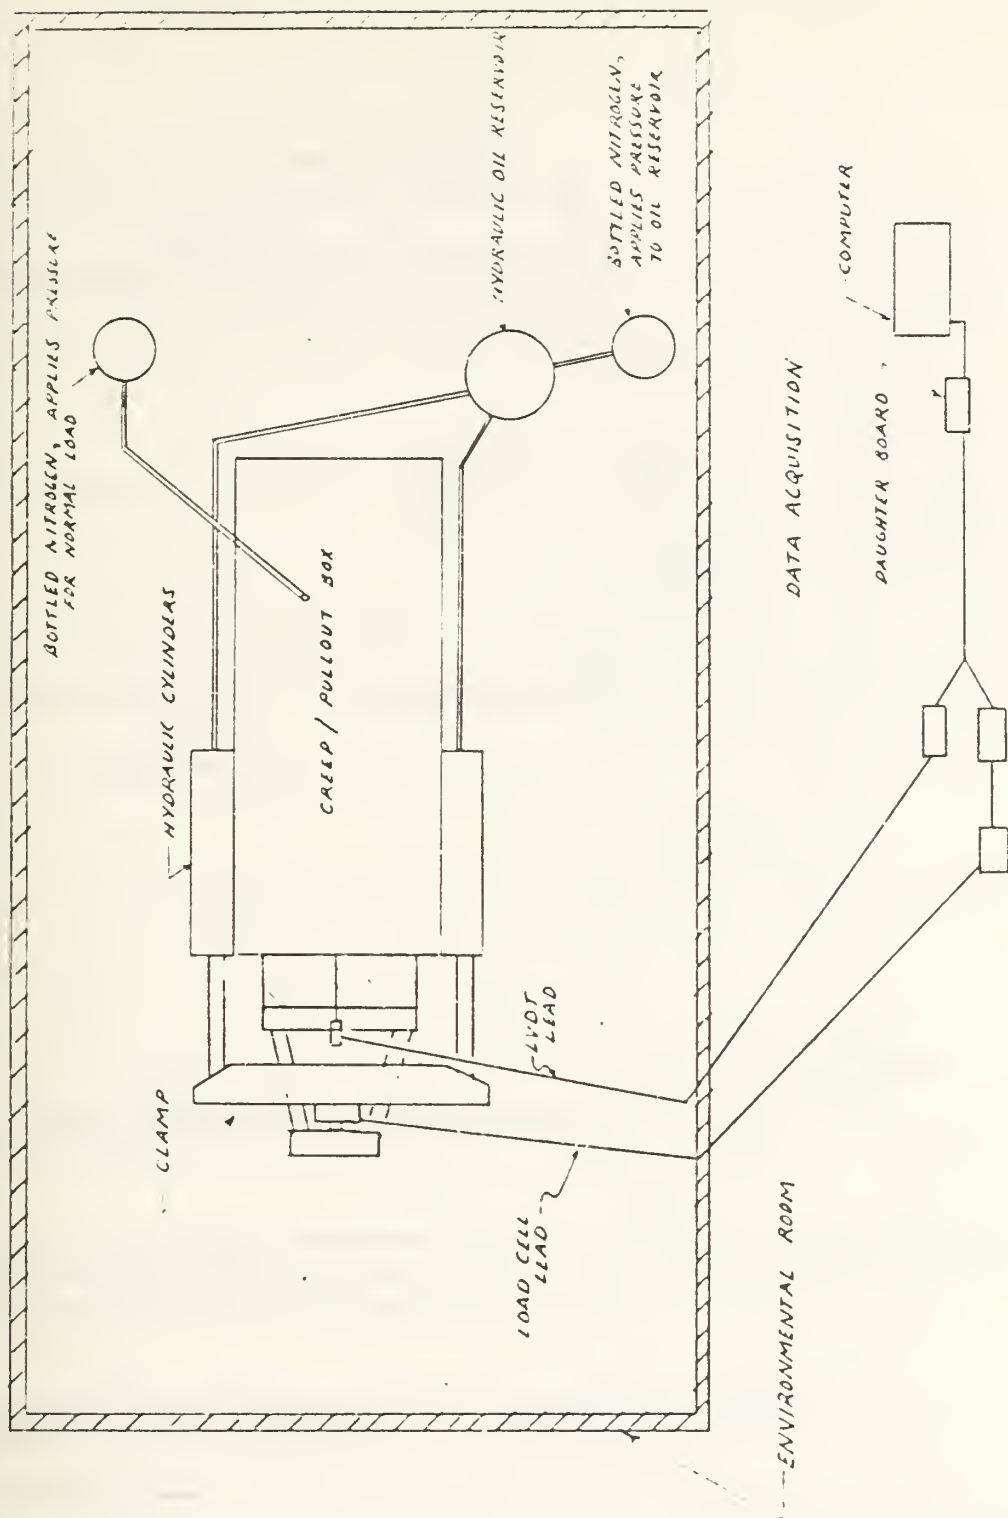 BOTTLED NITROGEN, APPLIES PRESSURE
FOR NORMAL LOAD
HYDRAULIC CYLINDERS
CLAMP
CREEP / PULLOUT BOX
HYDRAULIC OIL RESERVOIR
BOTTLED NITROGEN,
APPLIES PRESSURE
TO OIL RESERVOIR
LVDT
LEAD
LOAD CELL
LEAD
ENVIRONMENTAL ROOM
DATA ACQUISITION
DAUGHTER BOARD
COMPUTER